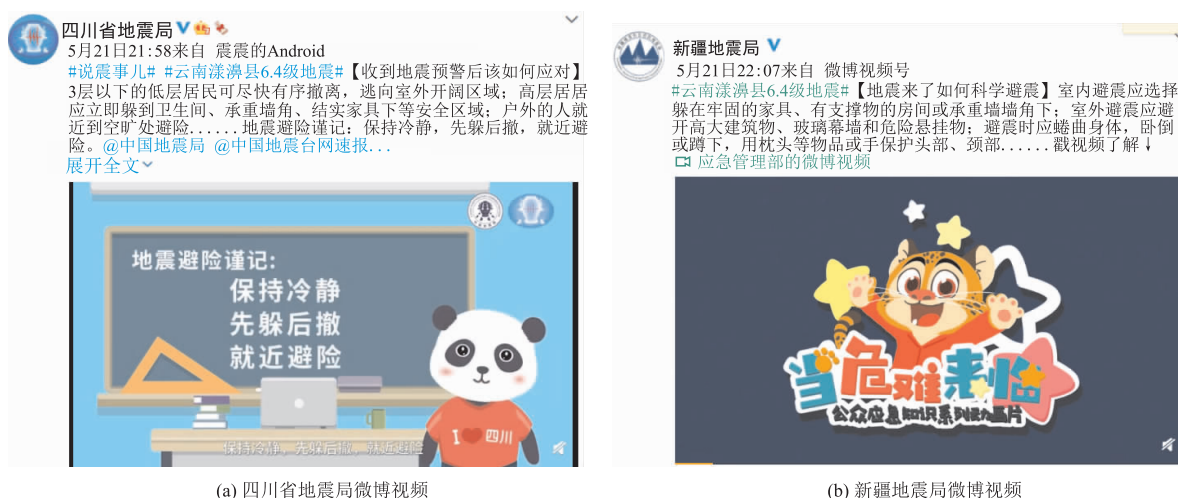 四川省地震局
5月21日21:58来自 震震的Android
#说震事儿# #云南漾濞县6.4级地震#【收到地震预警后该如何应对】
3层以下的低层居民可尽快有序撤离，逃向室外开阔区域；高层居居
应立即躲到卫生间、承重墙角、结实家具下等安全区域；户外的人就
近到空旷处避险......地震避险谨记：保持冷静，先躲后撤，就近避
险。@中国地震局 @中国地震台网速报...
展开全文
地震避险谨记:
保持冷静
先躲后撤
就近避险
I 四川
保持冷静，先躲后撤，就近避险
(a) 四川省地震局微博视频
新疆地震局
5月21日22:07来自 微博视频号
#云南漾濞县6.4级地震#【地震来了如何科学避震】室内避震应选择
躲在牢固的家具、有支撑物的房间或承重墙墙角下；室外避震应避
开高大建筑物、玻璃幕墙和危险悬挂物；避震时应蜷曲身体，卧倒
或蹲下，用枕头等物品或手保护头部、颈部......戳视频了解↓
应急管理部的微博视频
当危难来临
公众应急知识系列动画片
(b) 新疆地震局微博视频